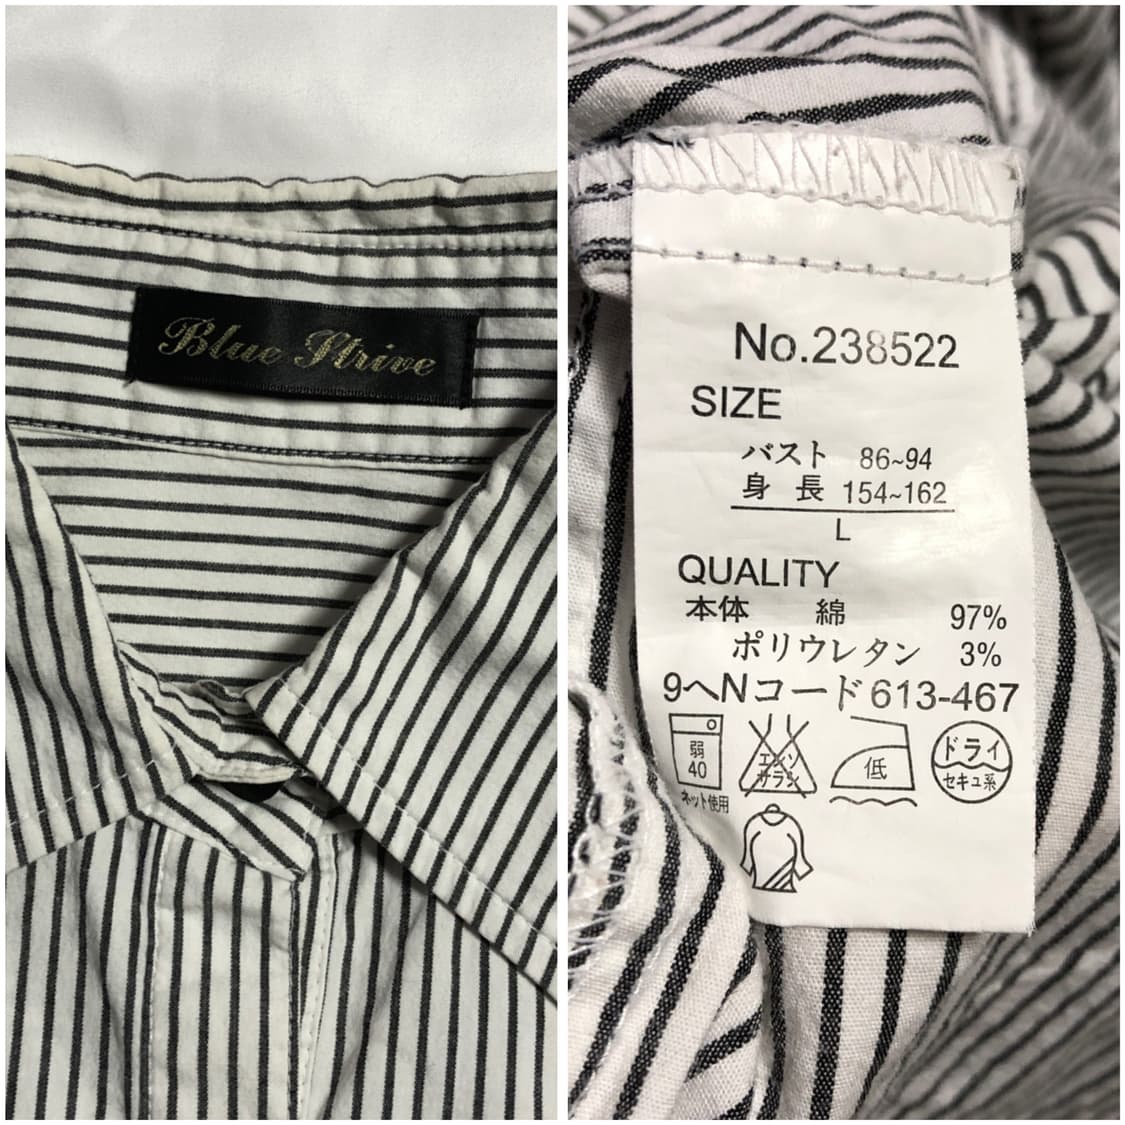 Blue Strive
No.238522
SIZE
バスト 86~94
身長 154~162
L
QUALITY
本体 綿 97%
ポリウレタン 3%
9へNコード613-467
弱
40
ネット使用
エンソ
サラシ
低
ドライ
セキユ系